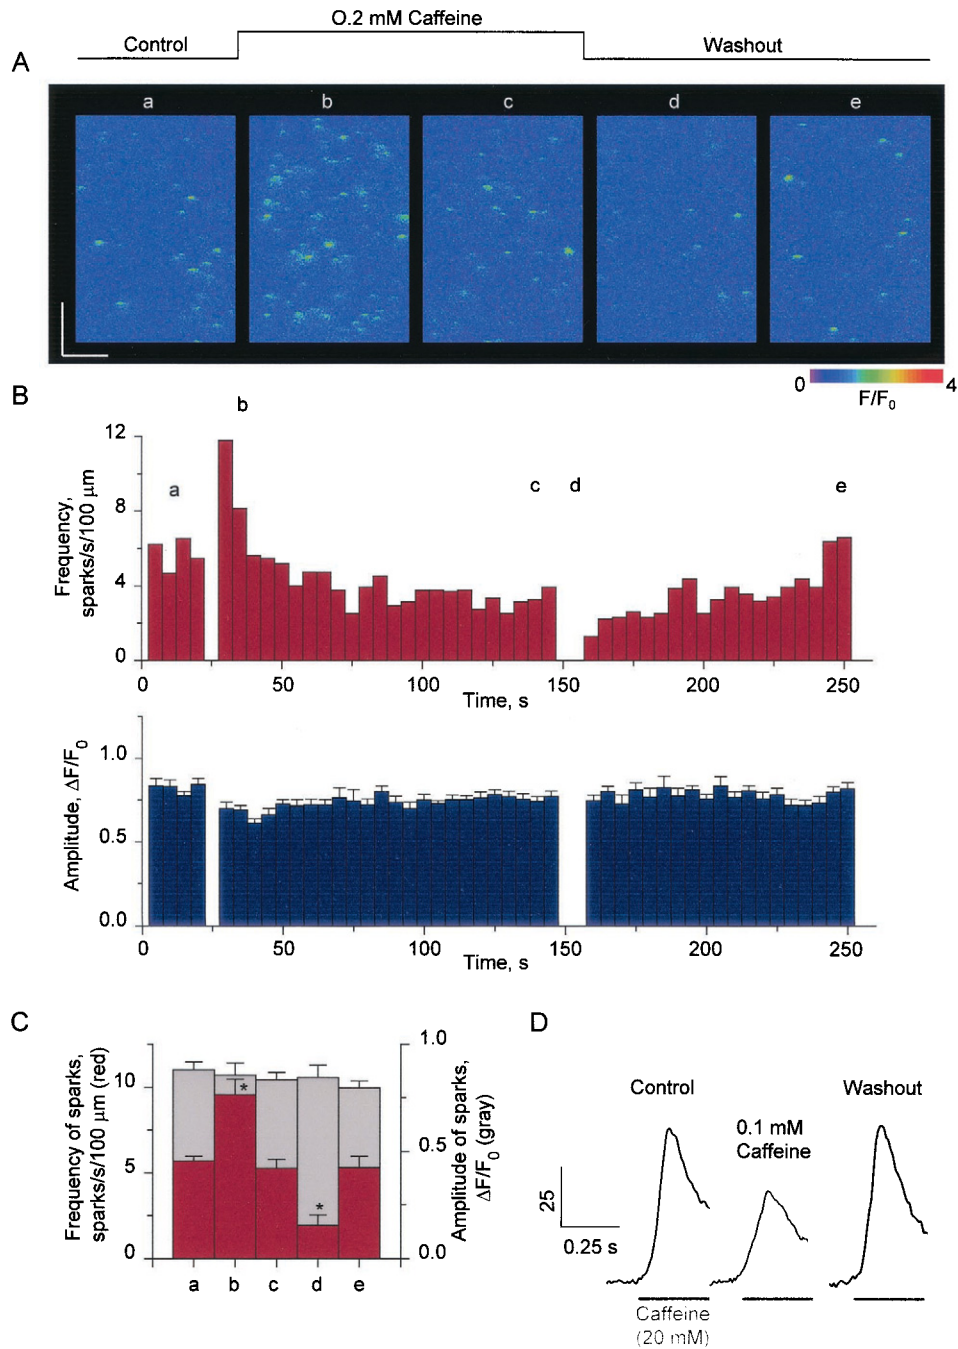 O.2 mM Caffeine
Control
Washout
A
a b c d e
0 4
F/F0
B
b
a
c d e
Frequency,
sparks/s/100 μm
12
8
4
0
0 50 100 150 200 250
Time, s
Amplitude, ΔF/F0
1.0
0.5
0.0
0 50 100 150 200 250
Time, s
C
Frequency of sparks,
sparks/s/100 μm (red)
10
5
0
*
*
1.0
0.5
0.0
Amplitude of sparks,
ΔF/F0 (gray)
a b c d e
D
Control
0.1 mM
Caffeine
Washout
25
0.25 s
Caffeine
(20 mM)